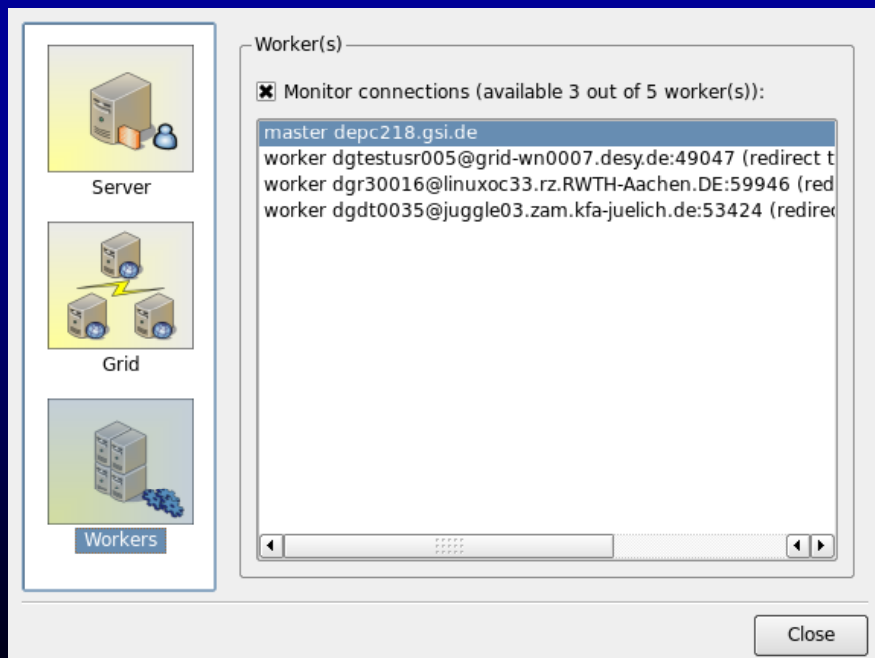 Server
Grid
Workers
Worker(s)
Monitor connections (available 3 out of 5 worker(s)):
master depc218.gsi.de
worker dgtestusr005@grid-wn0007.desy.de:49047 (redirect t
worker dgr30016@linuxoc33.rz.RWTH-Aachen.DE:59946 (red
worker dgdt0035@juggle03.zam.kfa-juelich.de:53424 (redirec
Close